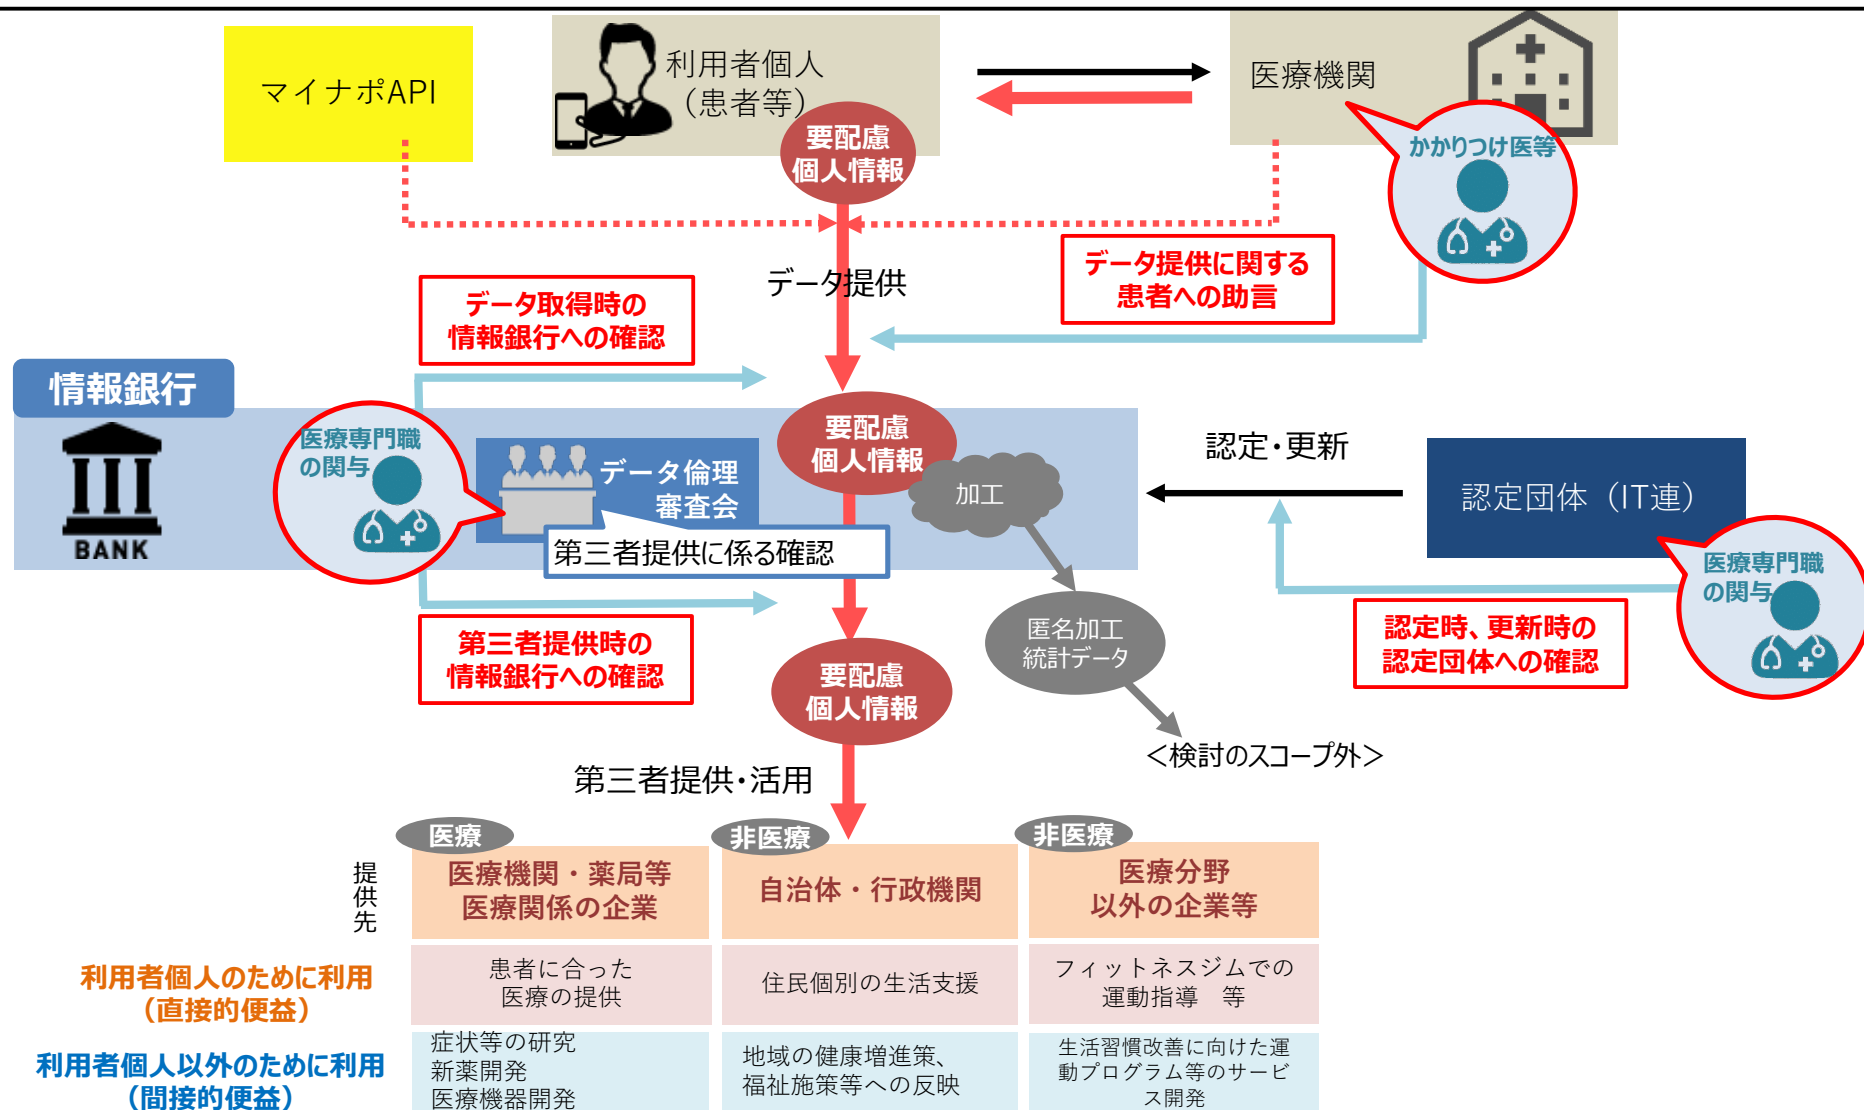 マイナポAPI
利用者個人
（患者等）
医療機関
要配慮
個人情報
かかりつけ医等
データ提供
データ提供に関する
患者への助言
データ取得時の
情報銀行への確認
情報銀行
BANK
医療専門職
の関与
データ倫理
審査会
第三者提供に係る確認
要配慮
個人情報
加工
認定・更新
認定団体（IT連）
医療専門職
の関与
匿名加工
統計データ
認定時、更新時の
認定団体への確認
第三者提供時の
情報銀行への確認
要配慮
個人情報
＜検討のスコープ外＞
第三者提供・活用
提供先
医療
医療機関・薬局等
医療関係の企業
非医療
自治体・行政機関
非医療
医療分野
以外の企業等
利用者個人のために利用
（直接的便益）
患者に合った
医療の提供
住民個別の生活支援
フィットネスジムでの
運動指導　等
利用者個人以外のために利用
（間接的便益）
症状等の研究
新薬開発
医療機器開発
地域の健康増進策、
福祉施策等への反映
生活習慣改善に向けた運
動プログラム等のサービ
ス開発